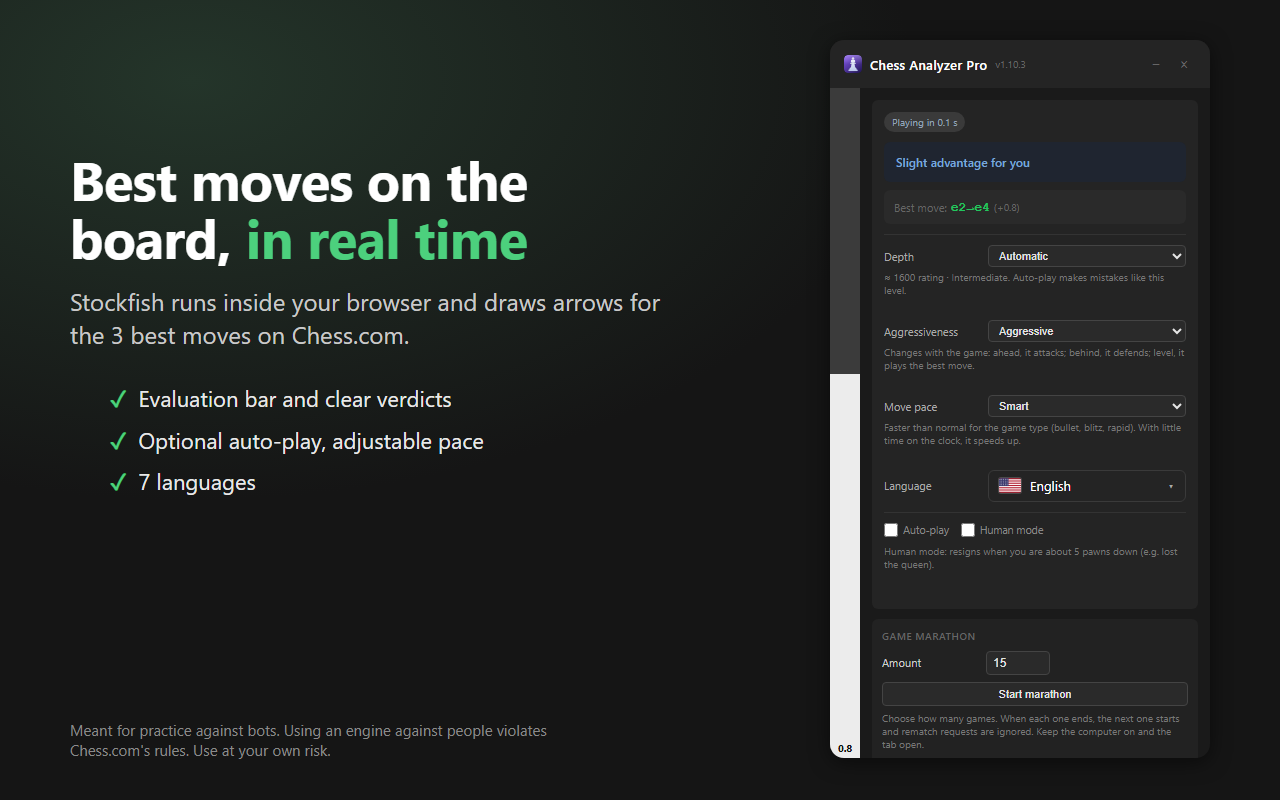 Best moves on the
board, in real time
Stockfish runs inside your browser and draws arrows for
the 3 best moves on Chess.com.
✓ Evaluation bar and clear verdicts
✓ Optional auto-play, adjustable pace
✓ 7 languages
Meant for practice against bots. Using an engine against people violates
Chess.com's rules. Use at your own risk.
Chess Analyzer Pro v1.10.3
Playing in 0.1 s
Slight advantage for you
Best move: e2→e4 (+0.8)
Depth Automatic
≈ 1600 rating · Intermediate. Auto-play makes mistakes like this
level.
Aggressiveness Aggressive
Changes with the game: ahead, it attacks; behind, it defends; level, it
plays the best move.
Move pace Smart
Faster than normal for the game type (bullet, blitz, rapid). With little
time on the clock, it speeds up.
Language English
Auto-play Human mode
Human mode: resigns when you are about 5 pawns down (e.g. lost
the queen).
GAME MARATHON
Amount 15
Start marathon
Choose how many games. When each one ends, the next one starts
and rematch requests are ignored. Keep the computer on and the
tab open.
0.8